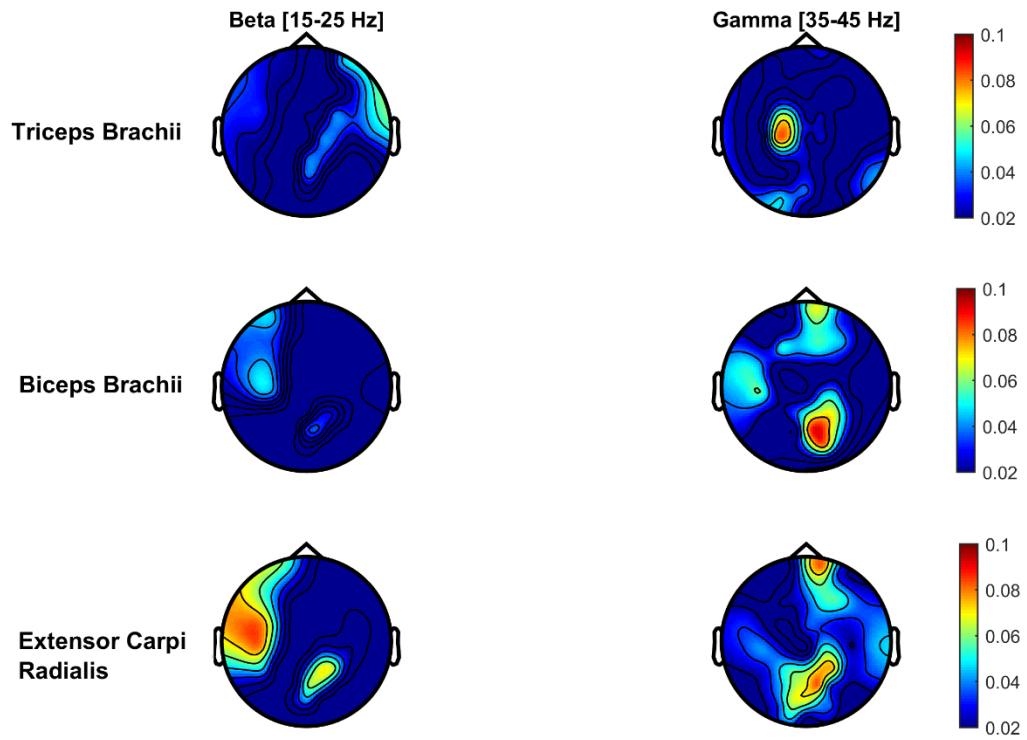 Beta [15-25 Hz]
Gamma [35-45 Hz]
Triceps Brachii
0.1
0.08
0.06
0.04
0.02
Biceps Brachii
0.1
0.08
0.06
0.04
0.02
Extensor Carpi
Radialis
0.1
0.08
0.06
0.04
0.02